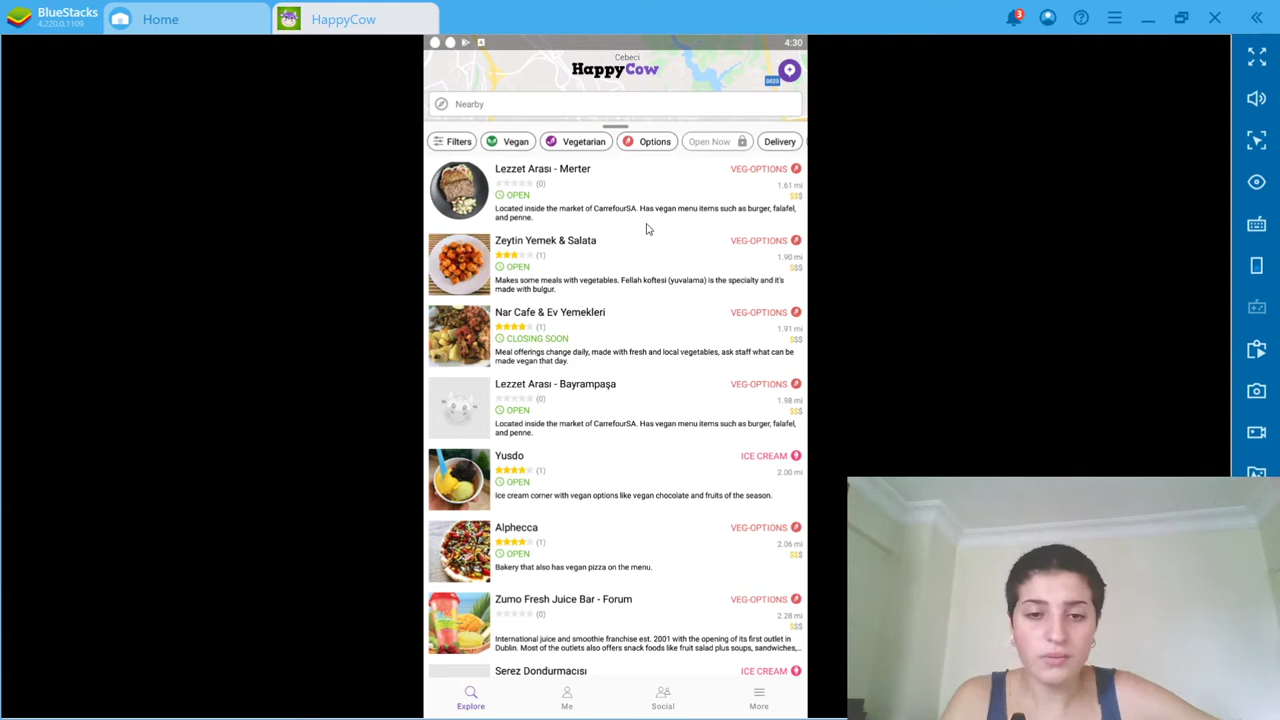 BlueStacks
4.220.0.1109
Home
HappyCow
3
4:30
Cebeci
HappyCow
D020
Nearby
Filters
Vegan
Vegetarian
Options
Open Now
Delivery
Lezzet Arası - Merter
VEG-OPTIONS
(0)
1.61 mi
OPEN
$$$
Located inside the market of CarrefourSA. Has vegan menu items such as burger, falafel,
and penne.
Zeytin Yemek & Salata
VEG-OPTIONS
(1)
1.90 mi
OPEN
$$$
Makes some meals with vegetables. Fellah koftesi (yuvalama) is the specialty and it's
made with bulgur.
Nar Cafe & Ev Yemekleri
VEG-OPTIONS
(1)
1.91 mi
CLOSING SOON
$$$
Meal offerings change daily, made with fresh and local vegetables, ask staff what can be
made vegan that day.
Lezzet Arası - Bayrampaşa
VEG-OPTIONS
(0)
1.98 mi
OPEN
$$$
Located inside the market of CarrefourSA. Has vegan menu items such as burger, falafel,
and penne.
Yusdo
ICE CREAM
(1)
2.00 mi
OPEN
Ice cream corner with vegan options like vegan chocolate and fruits of the season.
Alphecca
VEG-OPTIONS
(1)
2.06 mi
OPEN
$$$
Bakery that also has vegan pizza on the menu.
Zumo Fresh Juice Bar - Forum
VEG-OPTIONS
(0)
2.28 mi
$$$
International juice and smoothie franchise est. 2001 with the opening of its first outlet in
Dublin. Most of the outlets also offers snack foods like fruit salad plus soups, sandwiches,...
Serez Dondurmacısı
ICE CREAM
Explore
Me
Social
More